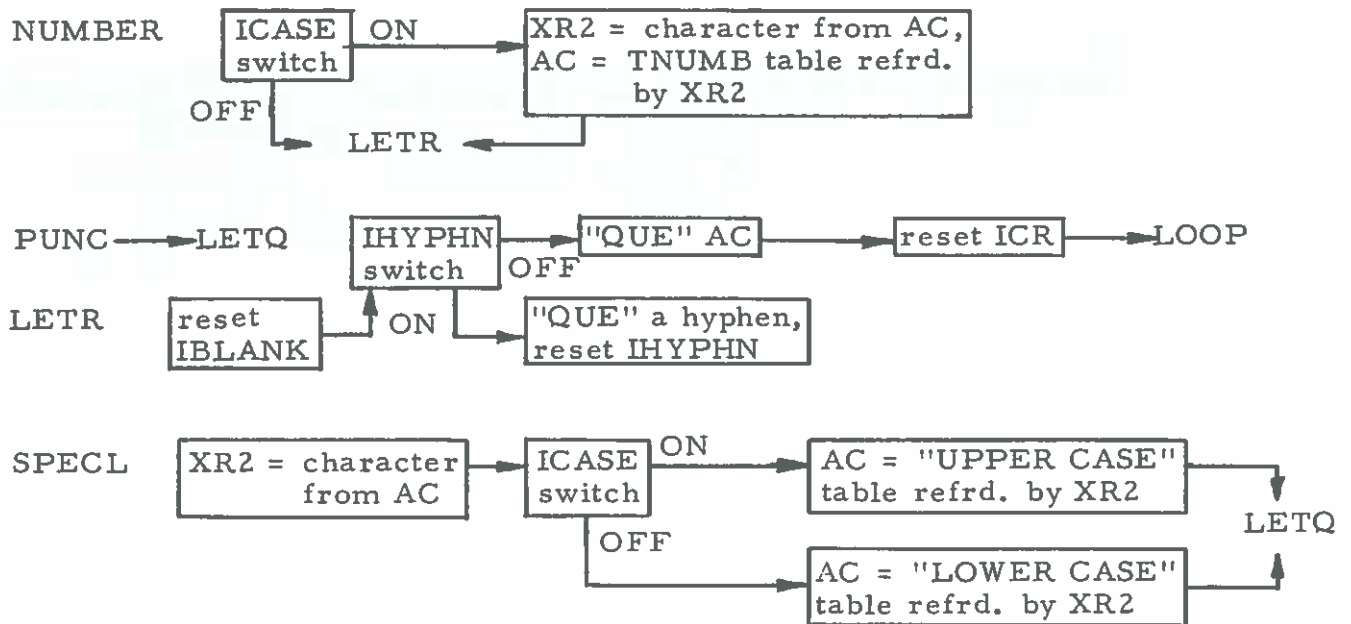 NUMBER
ICASE
switch
ON
XR2 = character from AC,
AC = TNUMB table refrd.
by XR2
OFF
LETR
PUNC
LETQ
IHYPHN
switch
OFF
"QUE" AC
reset ICR
LOOP
LETR
reset
IBLANK
ON
"QUE" a hyphen,
reset IHYPHN
SPECL
XR2 = character
from AC
ICASE
switch
ON
AC = "UPPER CASE"
table refrd. by XR2
LETQ
OFF
AC = "LOWER CASE"
table refrd. by XR2